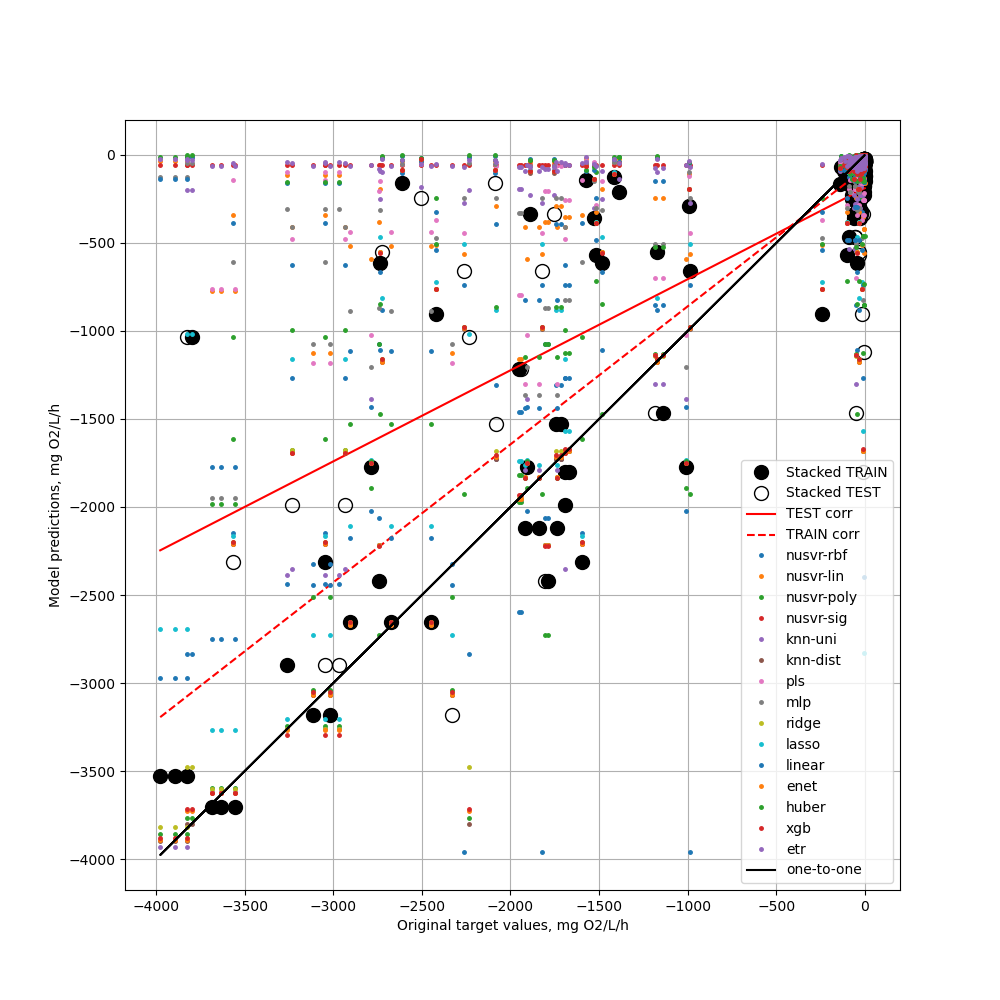 0
−500
−1000
−1500
−2000
−2500
−3000
−3500
−4000
Model predictions, mg O2/L/h
−4000 −3500 −3000 −2500 −2000 −1500 −1000 −500 0
Original target values, mg O2/L/h
Stacked TRAIN
Stacked TEST
TEST corr
TRAIN corr
nusvr-rbf
nusvr-lin
nusvr-poly
nusvr-sig
knn-uni
knn-dist
pls
mlp
ridge
lasso
linear
enet
huber
xgb
etr
one-to-one